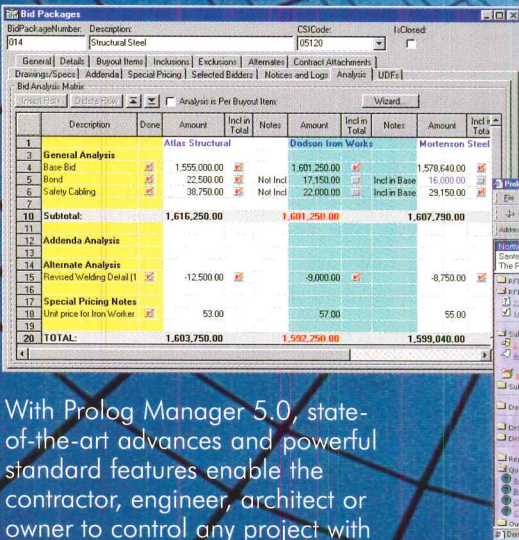 Bid Packages
BidPackageNumber: Description: CSICode: IsClosed:
014 Structural Steel 05120
General Details Buyout Items Inclusions Exclusions Alternates Contract Attachments
Drawings/Specs Addenda Special Pricing Selected Bidders Notices and Logs Analysis UDFs
Bid Analysis Matrix:
Insert Row Delete Row Analysis is Per Buyout Item: Wizard...
Description Done Amount Incl in Total Notes Amount Incl in Total Notes Amount
1 Atlas Structural Dodson Iron Works Mortenson Steel
3 General Analysis
4 Base Bid 1,555,000.00 1,601,250.00 1,578,640.00
5 Bond 22,500.00 Not Incl 17,150.00 Incl in Base 16,000.00
6 Safety Cabling 38,750.00 Not Incl 22,000.00 Incl in Base 29,150.00
7
10 Subtotal: 1,616,250.00 1,601,250.00 1,607,790.00
11
12 Addenda Analysis
13
14 Alternate Analysis
15 Revised Welding Detail (1 -12,500.00 -9,000.00 -8,750.00
16
17 Special Pricing Notes
18 Unit price for Iron Worker 53.00 57.00 55.00
19
20 TOTAL: 1,603,750.00 1,592,250.00 1,599,040.00
File
With Prolog Manager 5.0, state-
of-the-art advances and powerful
standard features enable the
contractor, engineer, architect or
owner to control any project with